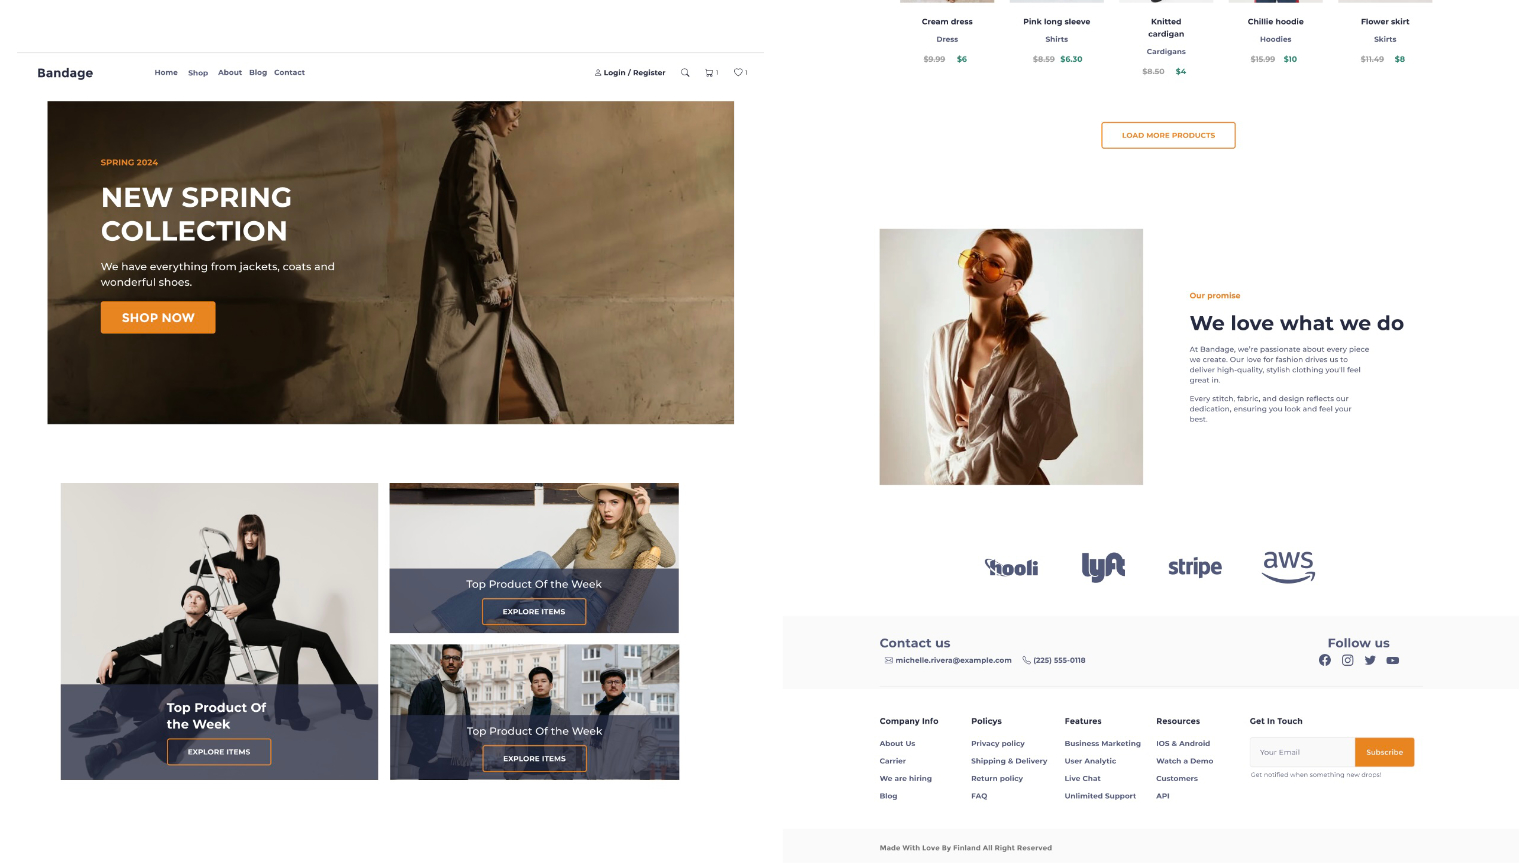 Bandage
Home Shop About Blog Contact
Login / Register
1
1
SPRING 2024
NEW SPRING
COLLECTION
We have everything from jackets, coats and
wonderful shoes.
SHOP NOW
Top Product Of
the Week
EXPLORE ITEMS
Top Product Of the Week
EXPLORE ITEMS
Top Product Of the Week
EXPLORE ITEMS
Cream dress
Dress
$9.99 $6
Pink long sleeve
Shirts
$8.59 $6.30
Knitted
cardigan
Cardigans
$8.50 $4
Chillie hoodie
Hoodies
$15.99 $10
Flower skirt
Skirts
$11.49 $8
LOAD MORE PRODUCTS
Our promise
We love what we do
At Bandage, we're passionate about every piece
we create. Our love for fashion drives us to
deliver high-quality, stylish clothing you'll feel
great in.
Every stitch, fabric, and design reflects our
dedication, ensuring you look and feel your
best.
hooli
lyft
stripe
aws
Contact us
michelle.rivera@example.com (225) 555-0118
Follow us
Company Info
About Us
Carrier
We are hiring
Blog
Policys
Privacy policy
Shipping & Delivery
Return policy
FAQ
Features
Business Marketing
User Analytic
Live Chat
Unlimited Support
Resources
IOS & Android
Watch a Demo
Customers
API
Get In Touch
Your Email
Subscribe
Get notified when something new drops!
Made With Love By Finland All Right Reserved